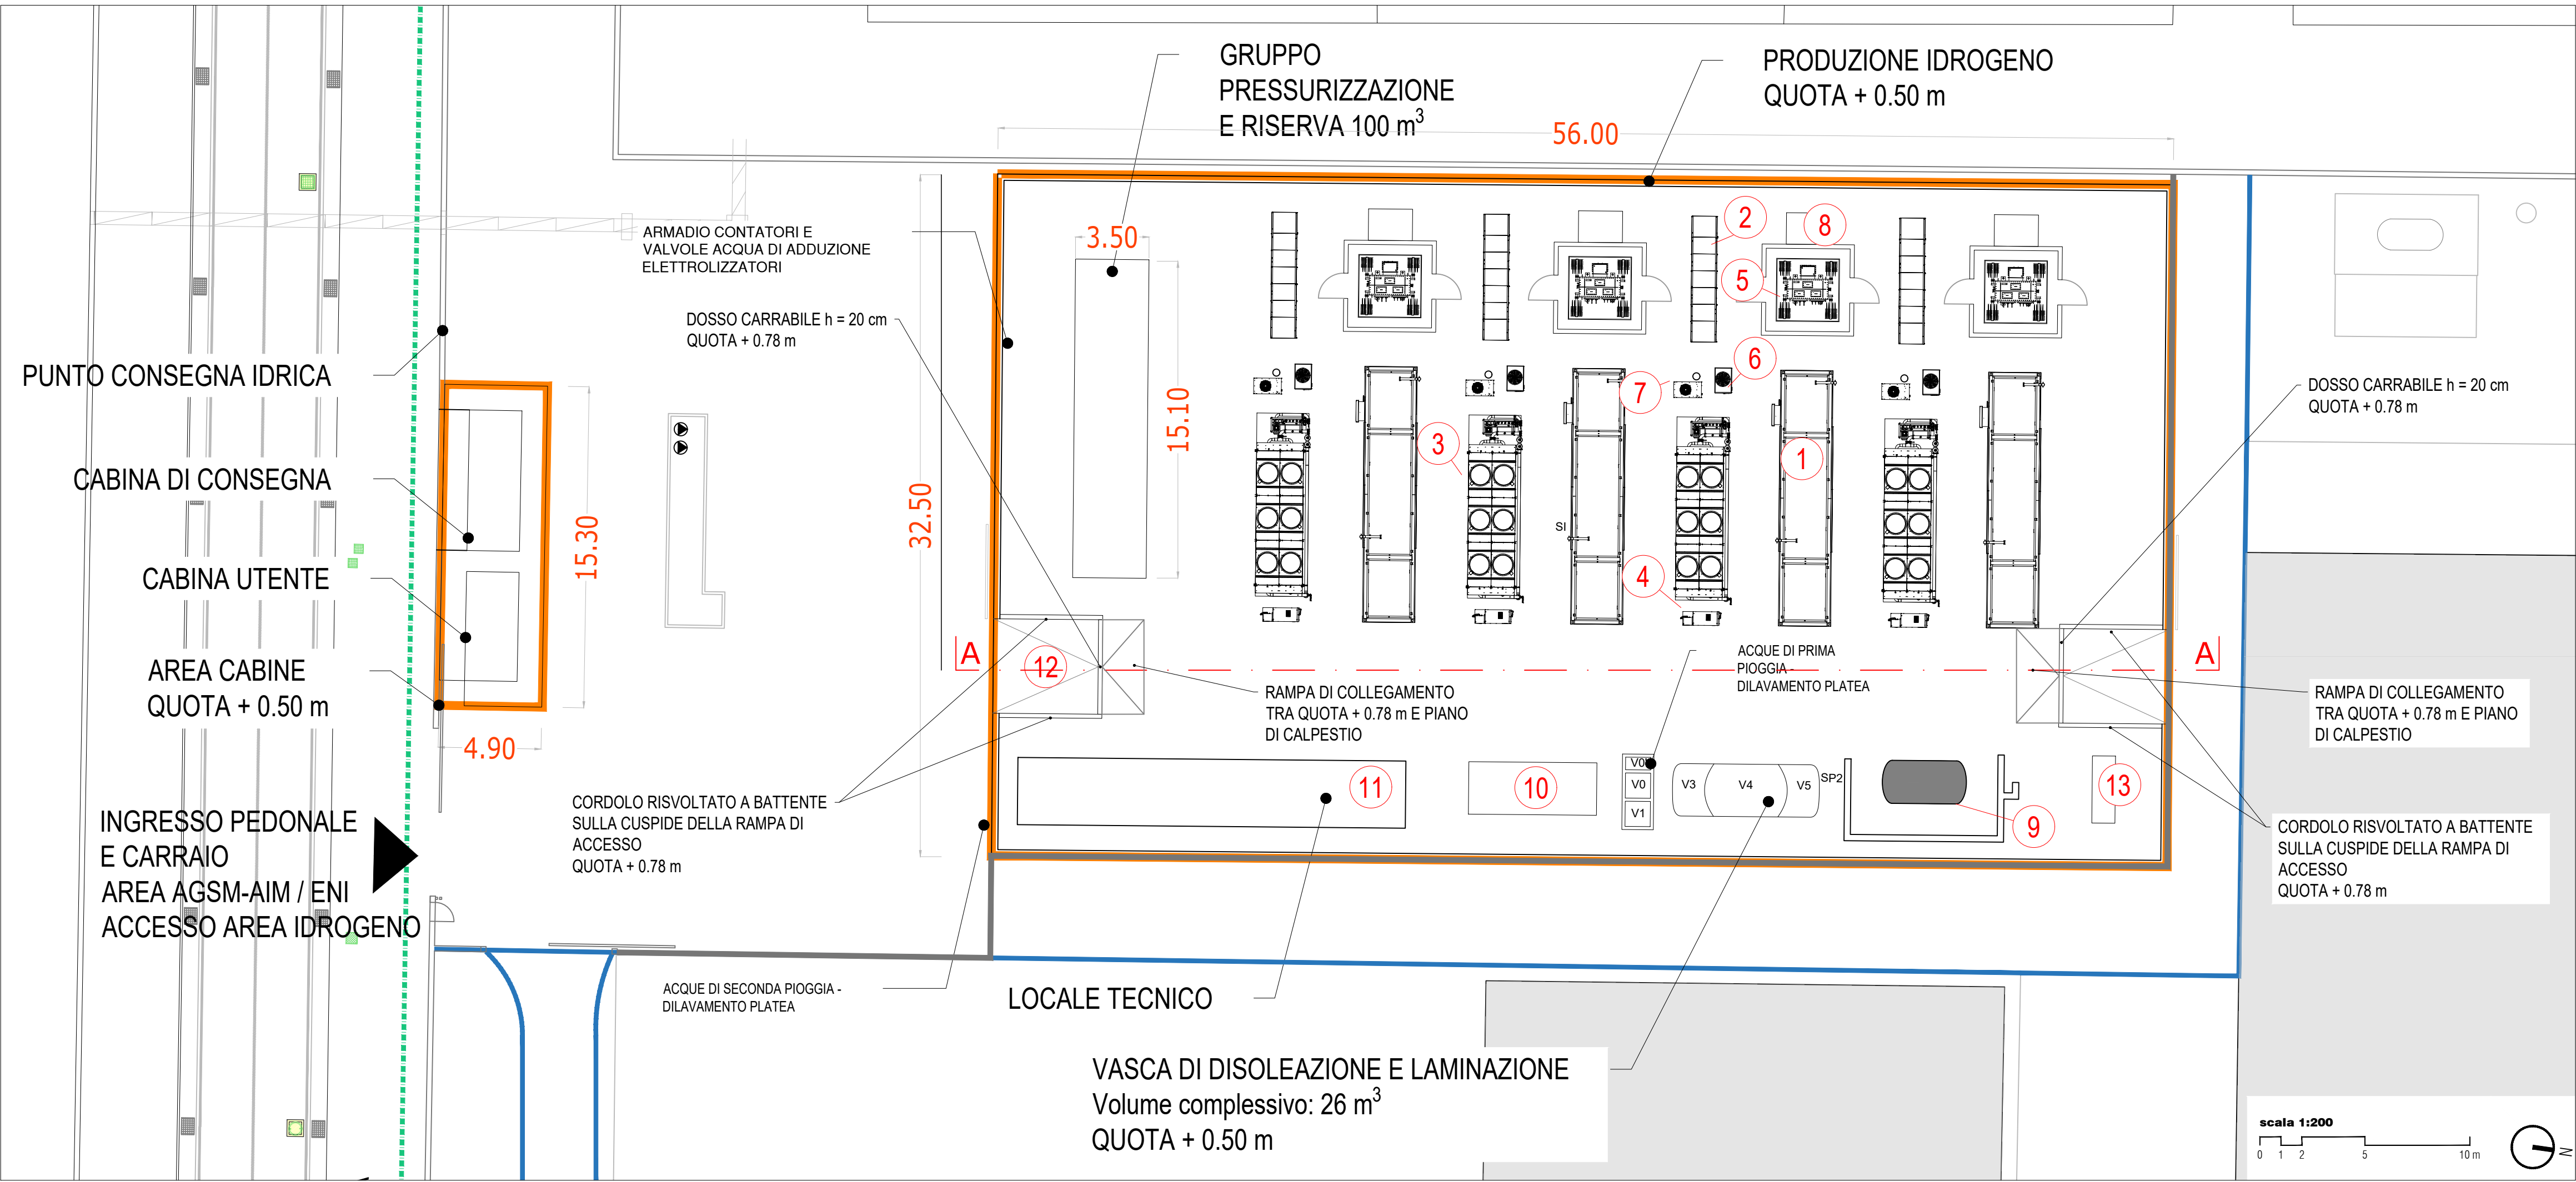 GRUPPO
PRESSURIZZAZIONE
E RISERVA 100 m³
PRODUZIONE IDROGENO
QUOTA + 0.50 m
56.00
ARMADIO CONTATORI E
VALVOLE ACQUA DI ADDUZIONE
ELETTROLIZZATORI
3.50
2
8
5
DOSSO CARRABILE h = 20 cm
QUOTA + 0.78 m
PUNTO CONSEGNA IDRICA
6
7
DOSSO CARRABILE h = 20 cm
QUOTA + 0.78 m
15.10
3
1
CABINA DI CONSEGNA
32.50
15.30
SI
CABINA UTENTE
4
AREA CABINE
QUOTA + 0.50 m
A
12
ACQUE DI PRIMA
PIOGGIA -
DILAVAMENTO PLATEA
A
RAMPA DI COLLEGAMENTO
TRA QUOTA + 0.78 m E PIANO
DI CALPESTIO
RAMPA DI COLLEGAMENTO
TRA QUOTA + 0.78 m E PIANO
DI CALPESTIO
4.90
11
10
V0
V0
V1
V3
V4
V5
SP2
9
13
CORDOLO RISVOLTATO A BATTENTE
SULLA CUSPIDE DELLA RAMPA DI
ACCESSO
QUOTA + 0.78 m
CORDOLO RISVOLTATO A BATTENTE
SULLA CUSPIDE DELLA RAMPA DI
ACCESSO
QUOTA + 0.78 m
INGRESSO PEDONALE
E CARRAIO
AREA AGSM-AIM / ENI
ACCESSO AREA IDROGENO
ACQUE DI SECONDA PIOGGIA -
DILAVAMENTO PLATEA
LOCALE TECNICO
VASCA DI DISOLEAZIONE E LAMINAZIONE
Volume complessivo: 26 m³
QUOTA + 0.50 m
scala 1:200
0 1 2 5 10 m
N